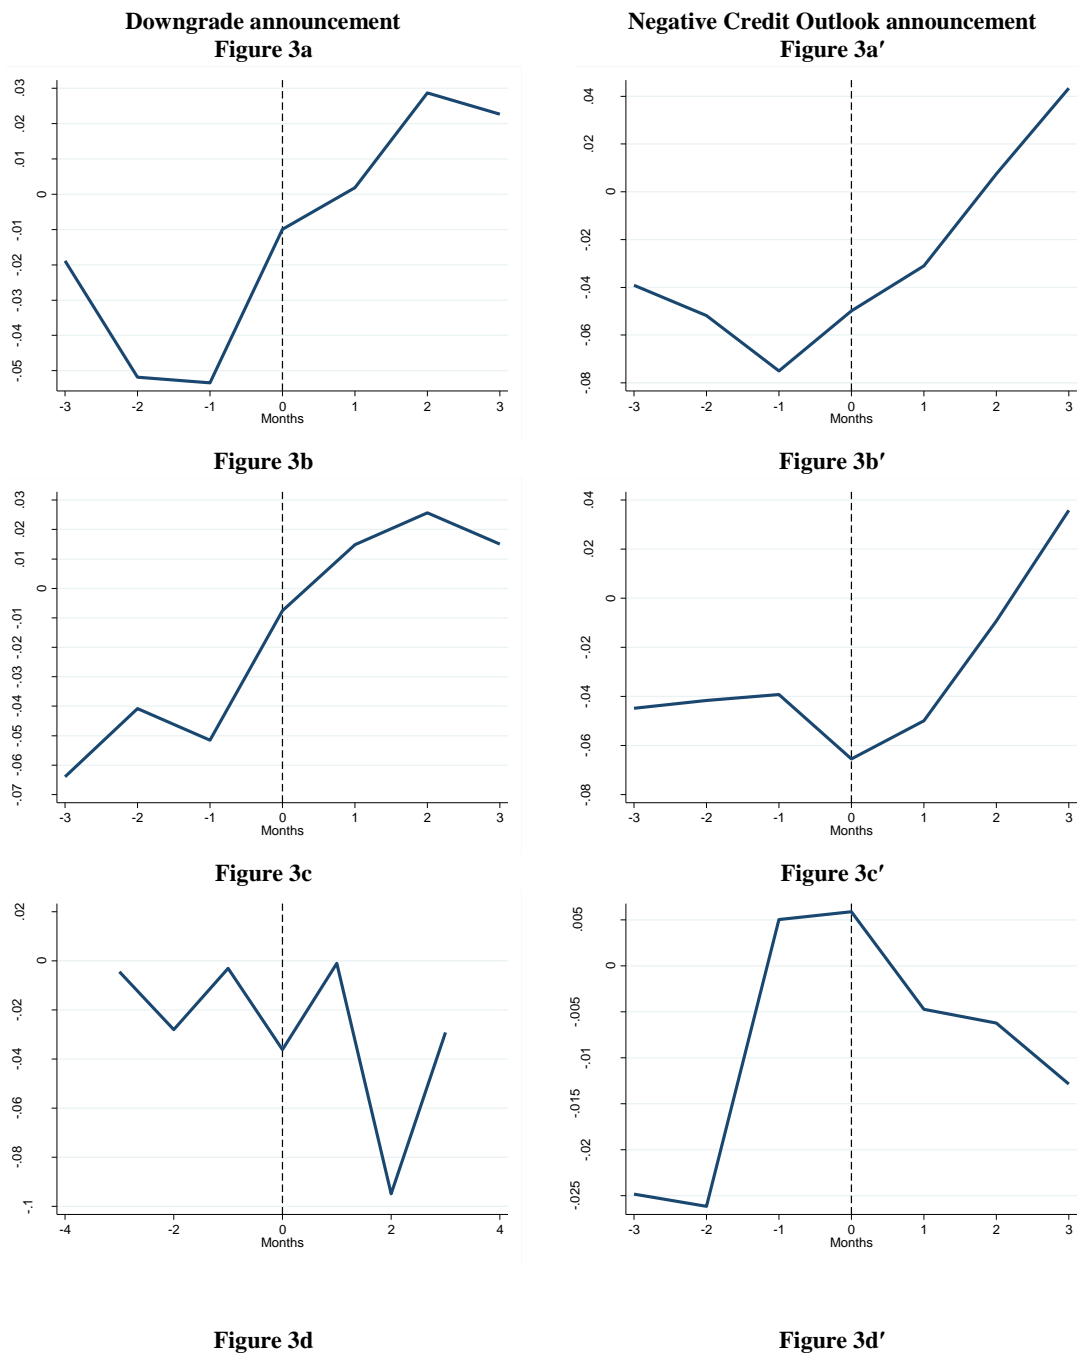 Downgrade announcement
Negative Credit Outlook announcement
Figure 3a
Figure 3a′
.03
.02
.01
0
-.01
-.02
-.03
-.04
-.05
-3 -2 -1 0 1 2 3
Months
.04
.02
0
-.02
-.04
-.06
-.08
-3 -2 -1 0 1 2 3
Months
Figure 3b
Figure 3b′
.03
.02
.01
0
-.01
-.02
-.03
-.04
-.05
-.06
-.07
-3 -2 -1 0 1 2 3
Months
.04
.02
0
-.02
-.04
-.06
-.08
-3 -2 -1 0 1 2 3
Months
Figure 3c
Figure 3c′
.02
0
-.02
-.04
-.06
-.08
-.1
-4 -2 0 2 4
Months
.005
0
-.005
-.01
-.015
-.02
-.025
-3 -2 -1 0 1 2 3
Months
Figure 3d
Figure 3d′